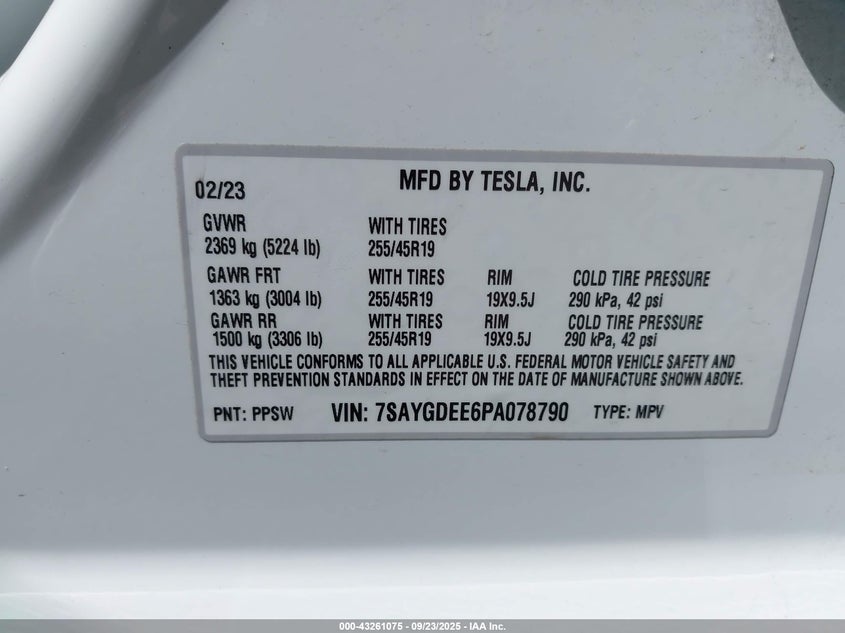 02/23 MFD BY TESLA, INC.
GVWR WITH TIRES
2369 kg (5224 lb) 255/45R19
GAWR FRT WITH TIRES RIM COLD TIRE PRESSURE
1363 kg (3004 lb) 255/45R19 19X9.5J 290 kPa, 42 psi
GAWR RR WITH TIRES RIM COLD TIRE PRESSURE
1500 kg (3306 lb) 255/45R19 19X9.5J 290 kPa, 42 psi
THIS VEHICLE CONFORMS TO ALL APPLICABLE U.S. FEDERAL MOTOR VEHICLE SAFETY AND
THEFT PREVENTION STANDARDS IN EFFECT ON THE DATE OF MANUFACTURE SHOWN ABOVE.
PNT: PPSW VIN: 7SAYGDEE6PA078790 TYPE: MPV
000-43261075 - 09/23/2025 - IAA Inc.